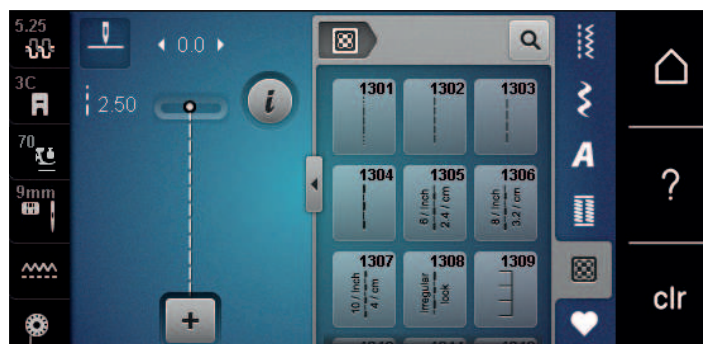 5.25
0.0
3C
2.50
i
70
9mm
1301
1302
1303
A
1304
1305
6 / Inch
2.4 / cm
1306
8 / Inch
3.2 / cm
?
1307
10 / Inch
4 / cm
1308
irregular
look
1309
clr
+